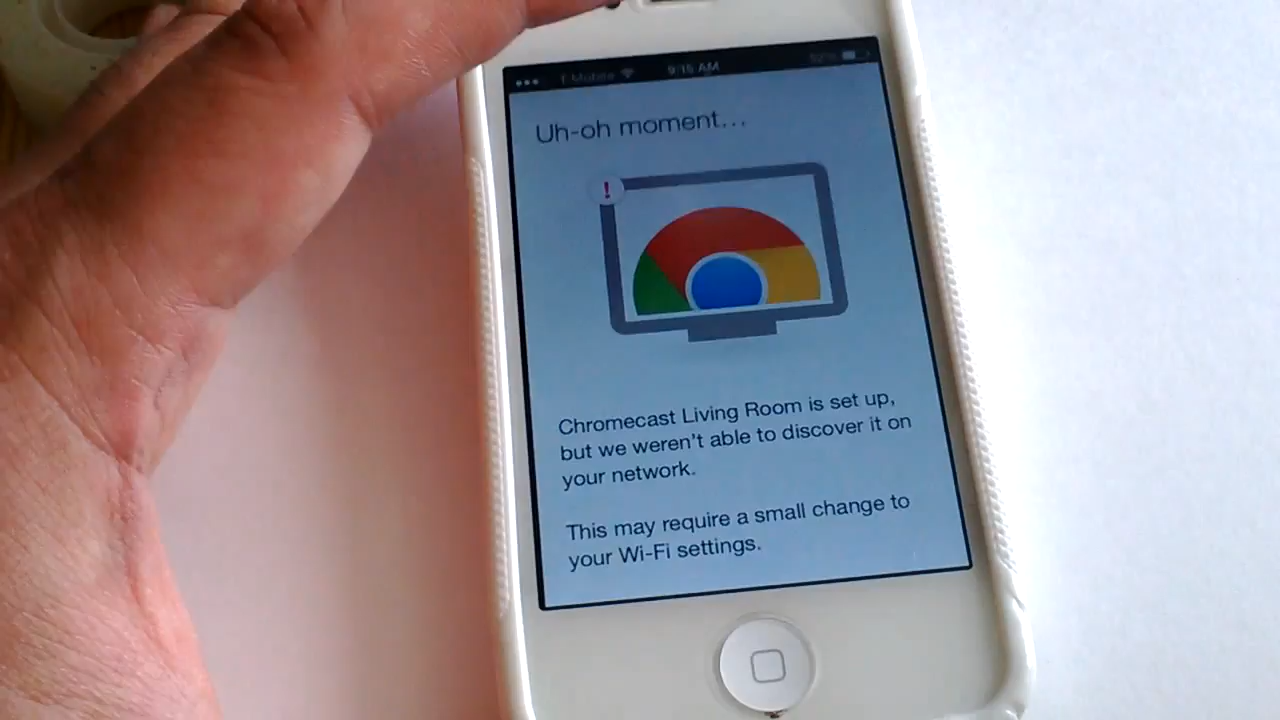 T-Mobile 9:15 AM 52%
Uh-oh moment...
!
Chromecast Living Room is set up,
but we weren't able to discover it on
your network.
This may require a small change to
your Wi-Fi settings.